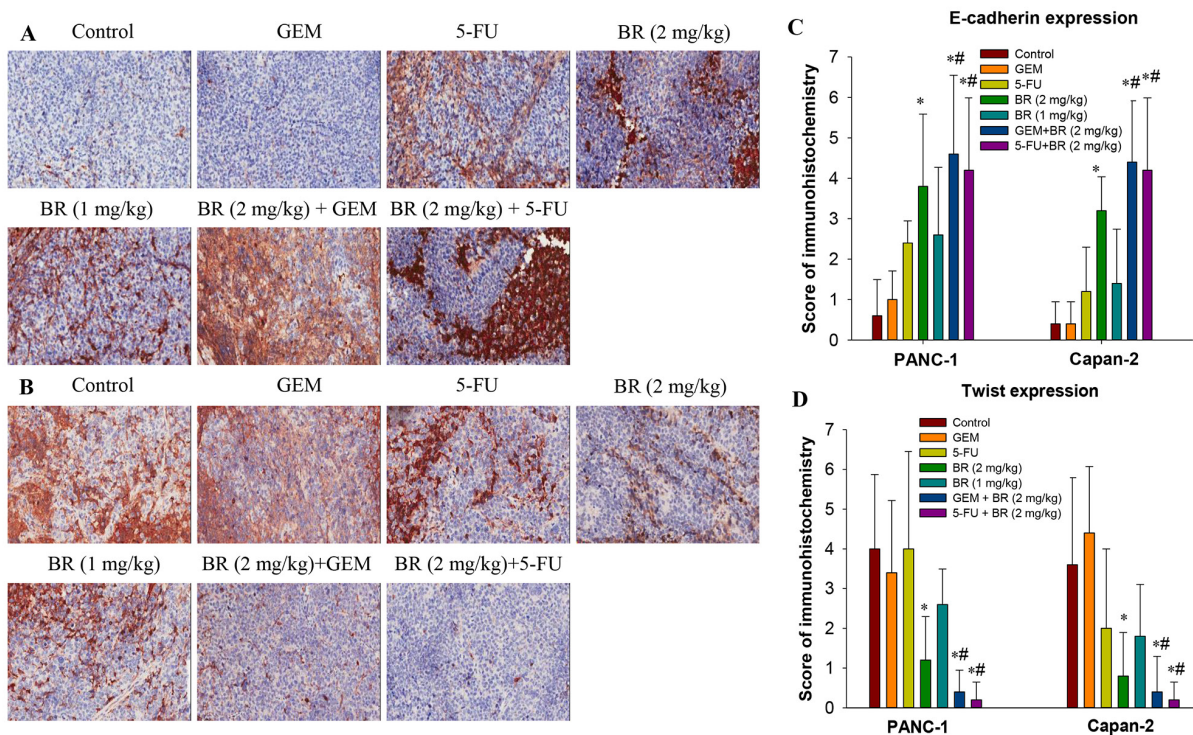 A
Control
GEM
5-FU
BR (2 mg/kg)
BR (1 mg/kg)
BR (2 mg/kg) + GEM
BR (2 mg/kg) + 5-FU
B
Control
GEM
5-FU
BR (2 mg/kg)
BR (1 mg/kg)
BR (2 mg/kg)+GEM
BR (2 mg/kg)+5-FU
C
E-cadherin expression
Control
GEM
5-FU
BR (2 mg/kg)
BR (1 mg/kg)
GEM+BR (2 mg/kg)
5-FU+BR (2 mg/kg)
Score of immunohistochemistry
7
6
5
4
3
2
1
0
*
*#
*#
*
*#
*#
PANC-1
Capan-2
D
Twist expression
Control
GEM
5-FU
BR (2 mg/kg)
BR (1 mg/kg)
GEM + BR (2 mg/kg)
5-FU + BR (2 mg/kg)
Score of immunohistochemistry
7
6
5
4
3
2
1
0
*
*#
*#
*
*#
*#
PANC-1
Capan-2